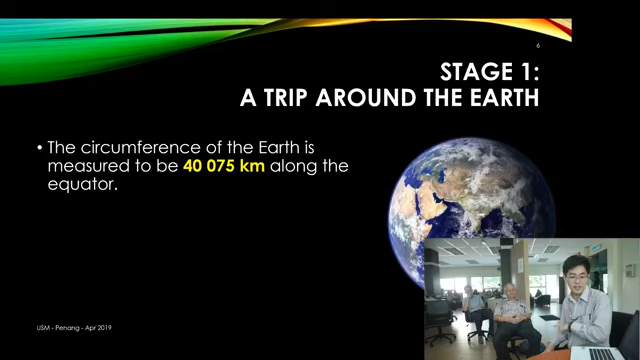 6
STAGE 1:
A TRIP AROUND THE EARTH
• The circumference of the Earth is
measured to be 40 075 km along the
equator.
USM - Penang - Apr 2019